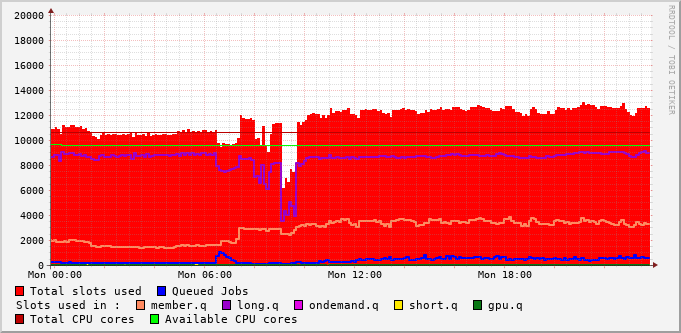 RRDTOOL / TOBI OETIKER
20000
18000
16000
14000
12000
10000
8000
6000
4000
2000
0
Mon 00:00 Mon 06:00 Mon 12:00 Mon 18:00
Total slots used Queued Jobs
Slots used in : member.q long.q ondemand.q short.q gpu.q
Total CPU cores Available CPU cores